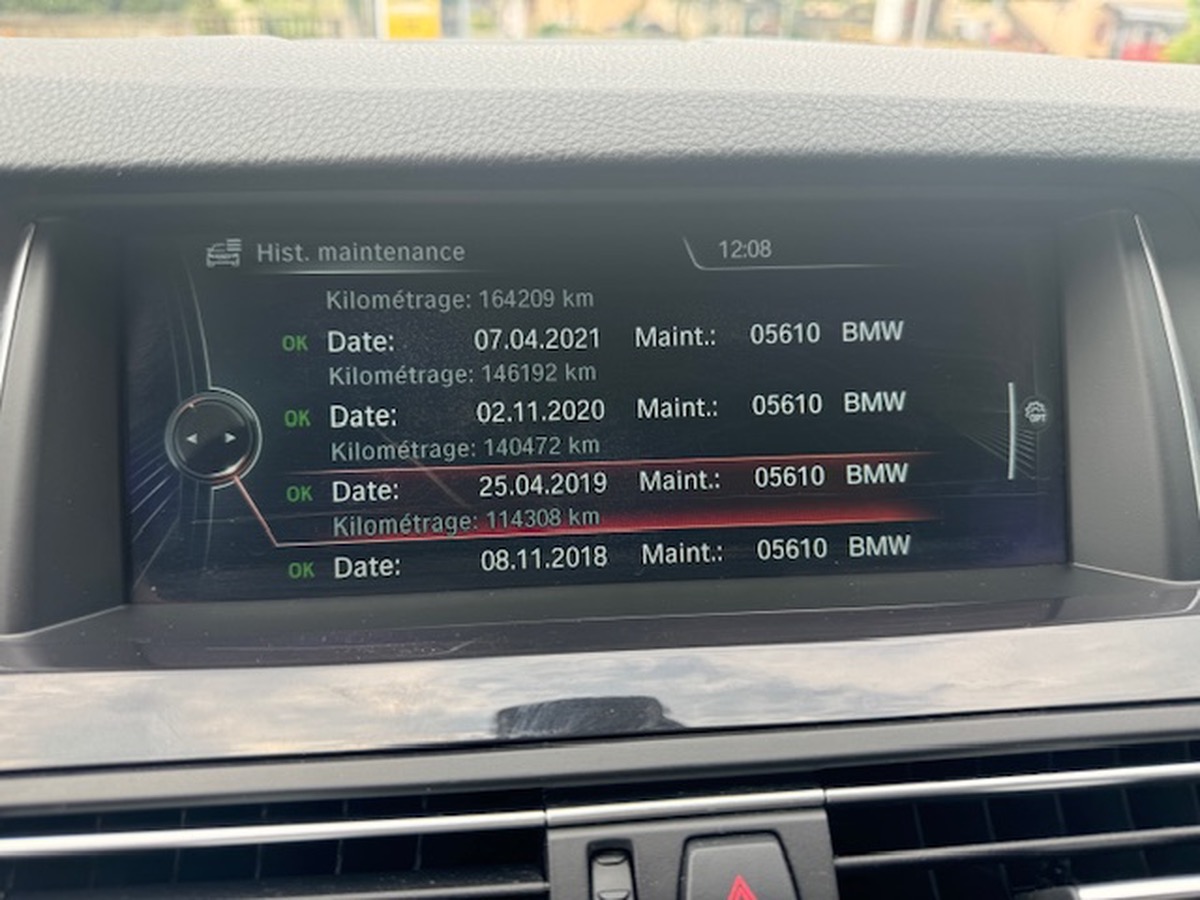 Hist. maintenance 12:08
Kilométrage: 164209 km
OK Date: 07.04.2021 Maint.: 05610 BMW
Kilométrage: 146192 km
OK Date: 02.11.2020 Maint.: 05610 BMW
Kilométrage: 140472 km
OK Date: 25.04.2019 Maint.: 05610 BMW
Kilométrage: 114308 km
OK Date: 08.11.2018 Maint.: 05610 BMW